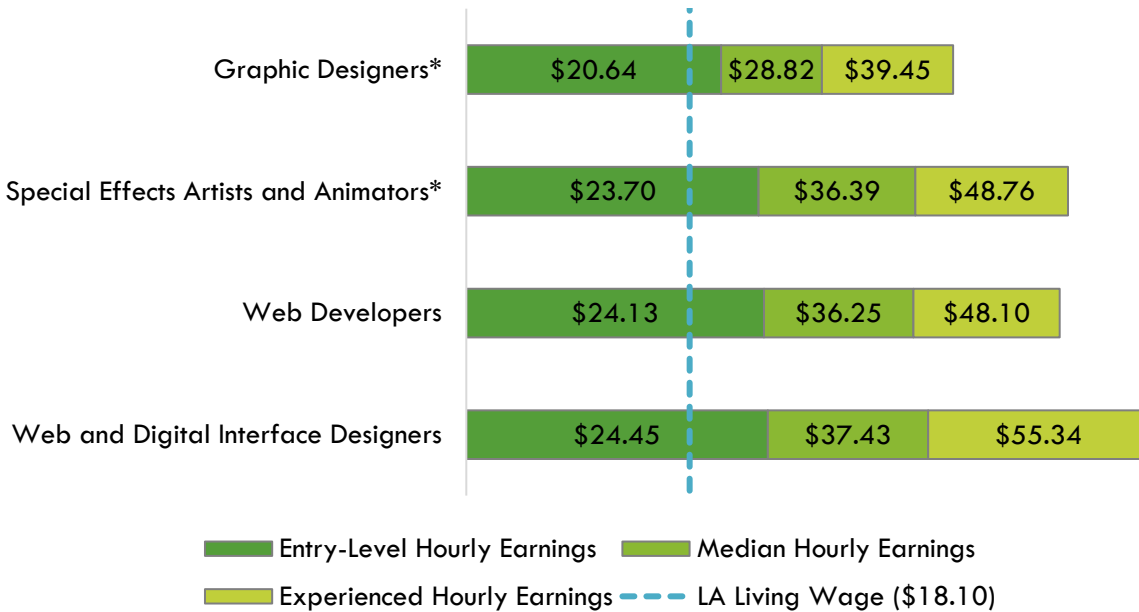 Graphic Designers* $20.64 $28.82 $39.45
Special Effects Artists and Animators* $23.70 $36.39 $48.76
Web Developers $24.13 $36.25 $48.10
Web and Digital Interface Designers $24.45 $37.43 $55.34
Entry-Level Hourly Earnings Median Hourly Earnings
Experienced Hourly Earnings LA Living Wage ($18.10)